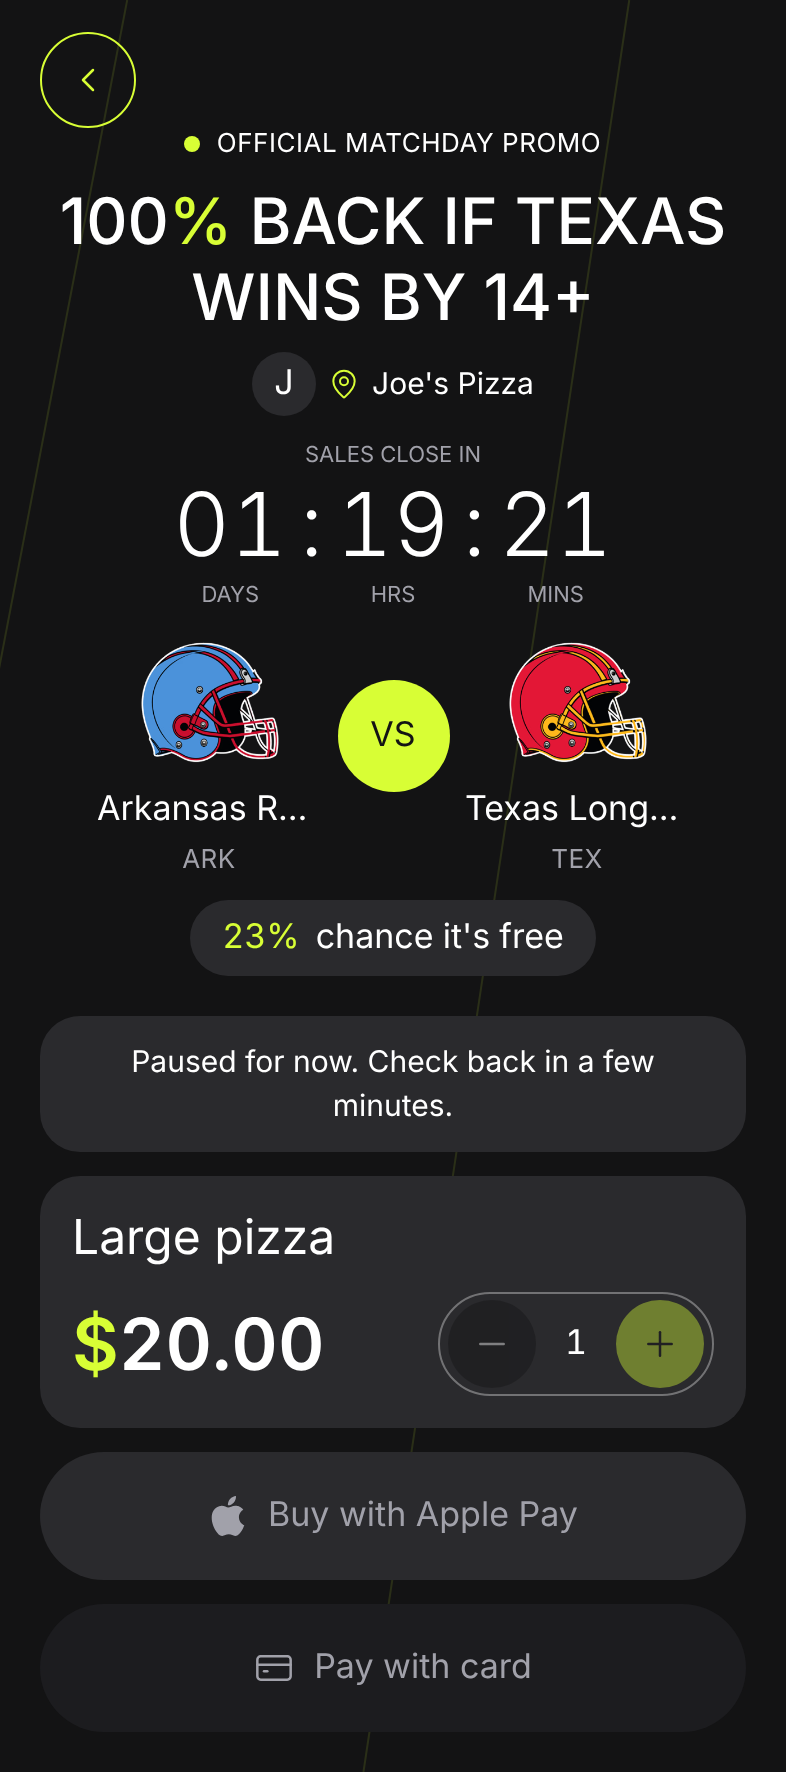 OFFICIAL MATCHDAY PROMO
100% BACK IF TEXAS
WINS BY 14+
J Joe's Pizza
SALES CLOSE IN
01 : 19 : 21
DAYS HRS MINS
VS
Arkansas R... Texas Long...
ARK TEX
23% chance it's free
Paused for now. Check back in a few
minutes.
Large pizza
$20.00 − 1 +
Buy with Apple Pay
Pay with card